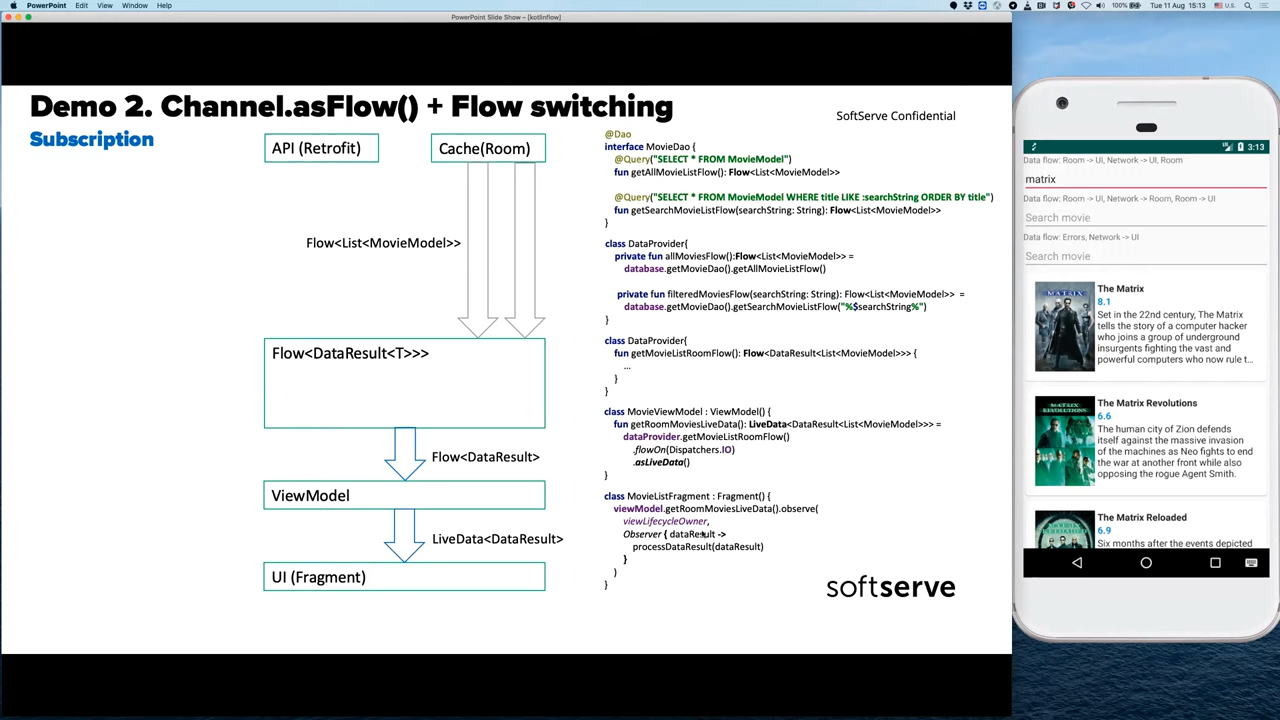 PowerPoint Edit View Window Help
100% Tue 11 Aug 15:13 U.S.
PowerPoint Slide Show - [kotlinflow]
Demo 2. Channel.asFlow() + Flow switching
Subscription
SoftServe Confidential
API (Retrofit)
Cache(Room)
Flow<List<MovieModel>>
Flow<DataResult<T>>>
Flow<DataResult>
ViewModel
LiveData<DataResult>
UI (Fragment)
@Dao
interface MovieDao {
@Query("SELECT * FROM MovieModel")
fun getAllMovieListFlow(): Flow<List<MovieModel>>
@Query("SELECT * FROM MovieModel WHERE title LIKE :searchString ORDER BY title")
fun getSearchMovieListFlow(searchString: String): Flow<List<MovieModel>>
}
class DataProvider{
private fun allMoviesFlow():Flow<List<MovieModel>> =
database.getMovieDao().getAllMovieListFlow()
private fun filteredMoviesFlow(searchString: String): Flow<List<MovieModel>> =
database.getMovieDao().getSearchMovieListFlow("%$searchString%")
}
class DataProvider{
fun getMovieListRoomFlow(): Flow<DataResult<List<MovieModel>>> {
...
}
}
class MovieViewModel : ViewModel() {
fun getRoomMoviesLiveData(): LiveData<DataResult<List<MovieModel>>> =
dataProvider.getMovieListRoomFlow()
.flowOn(Dispatchers.IO)
.asLiveData()
}
class MovieListFragment : Fragment() {
viewModel.getRoomMoviesLiveData().observe(
viewLifecycleOwner,
Observer { dataResult ->
processDataResult(dataResult)
}
)
}
softserve
3:13
Data flow: Room -> UI, Network -> UI, Room
matrix
Data flow: Room -> UI, Network -> Room, Room -> UI
Search movie
Data flow: Errors, Network -> UI
Search movie
The Matrix
8.1
Set in the 22nd century, The Matrix
tells the story of a computer hacker
who joins a group of underground
insurgents fighting the vast and
powerful computers who now rule t...
The Matrix Revolutions
6.6
The human city of Zion defends
itself against the massive invasion
of the machines as Neo fights to end
the war at another front while also
opposing the rogue Agent Smith.
The Matrix Reloaded
6.9
Six months after the events depicted